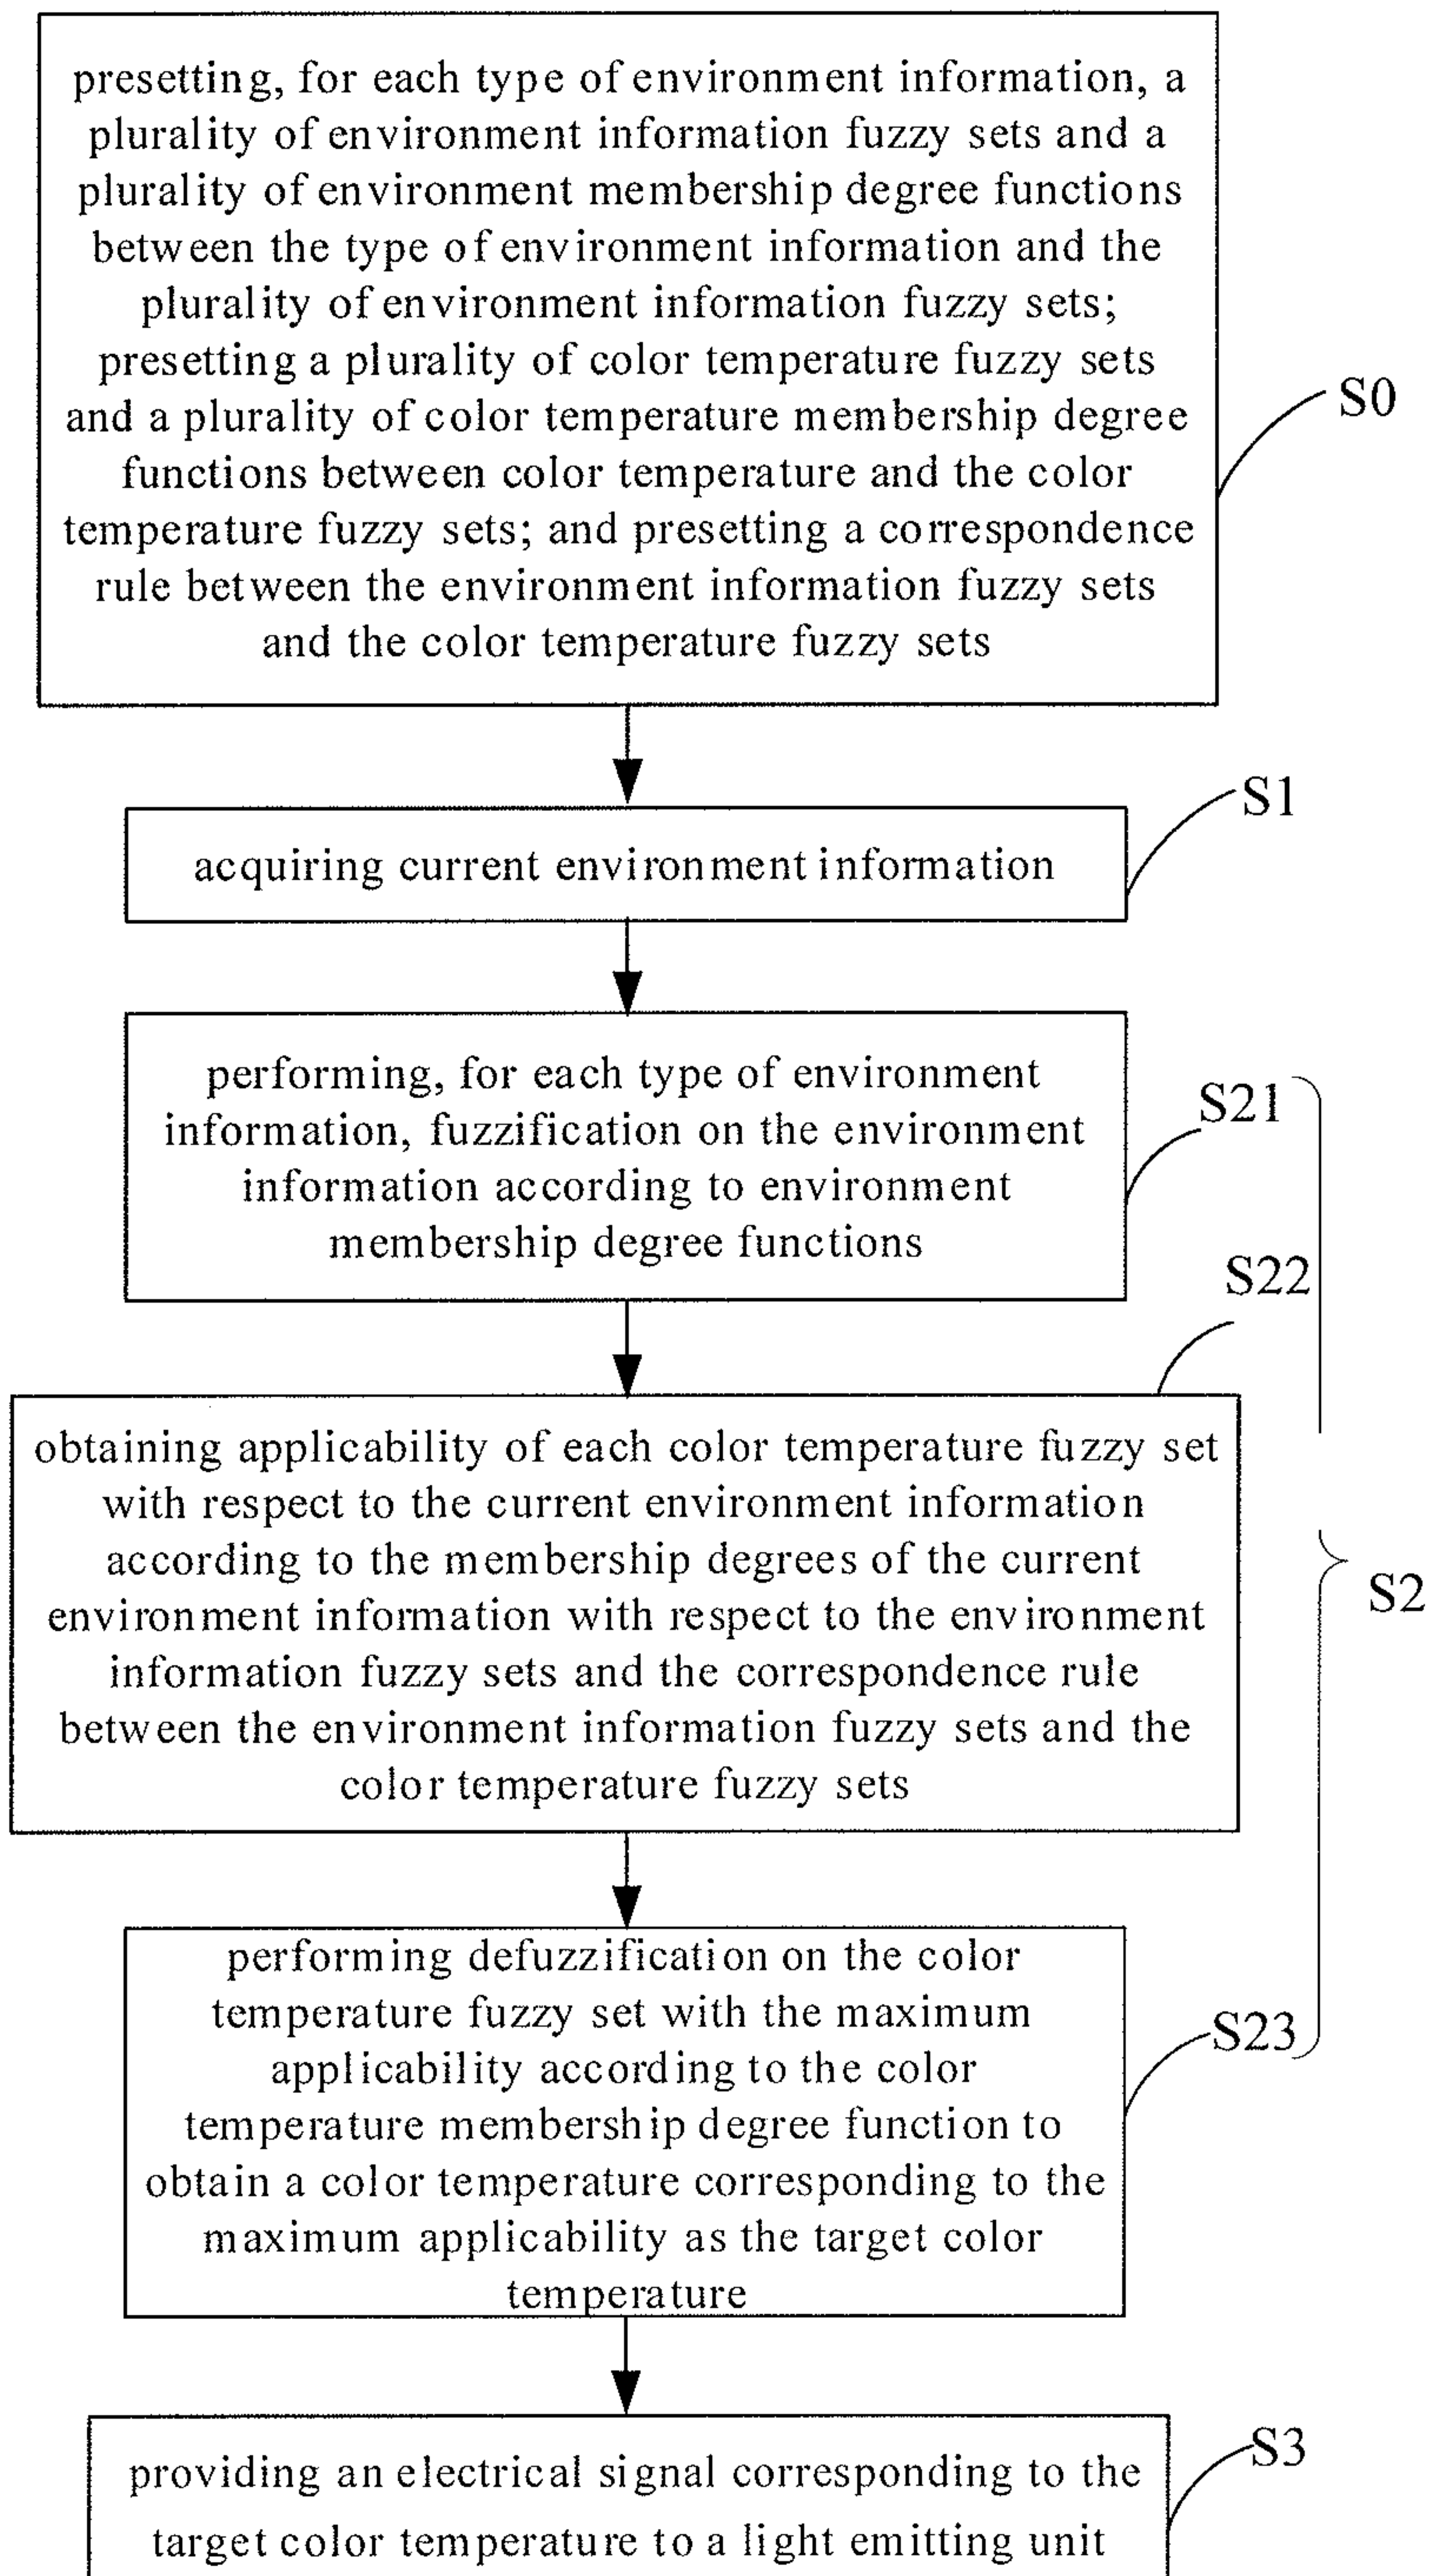 presetting, for each type of environment information, a
plurality of environment information fuzzy sets and a
plurality of environment membership degree functions
between the type of environment information and the
plurality of environment information fuzzy sets;
presetting a plurality of color temperature fuzzy sets
and a plurality of color temperature membership degree
functions between color temperature and the color
temperature fuzzy sets; and presetting a correspondence
rule between the environment information fuzzy sets
and the color temperature fuzzy sets
S0
S1
acquiring current environment information
performing, for each type of environment
information, fuzzification on the environment
information according to environment
membership degree functions
S21
S22
obtaining applicability of each color temperature fuzzy set
with respect to the current environment information
according to the membership degrees of the current
environment information with respect to the environment
information fuzzy sets and the correspondence rule
between the environment information fuzzy sets and the
color temperature fuzzy sets
S2
performing defuzzification on the color
temperature fuzzy set with the maximum
applicability according to the color
temperature membership degree function to
obtain a color temperature corresponding to the
maximum applicability as the target color
temperature
S23
providing an electrical signal corresponding to the
target color temperature to a light emitting unit
S3